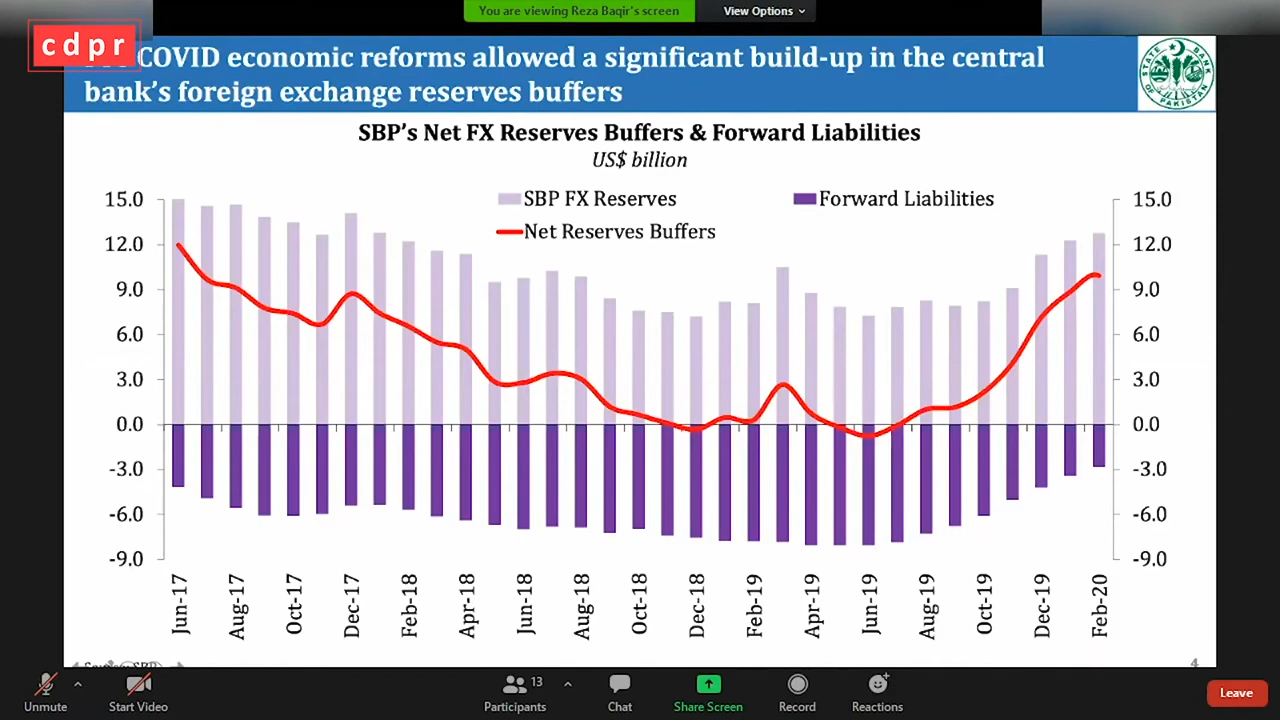 You are viewing Reza Baqir's screen
View Options
cdpr
COVID economic reforms allowed a significant build-up in the central
bank's foreign exchange reserves buffers
STATE BANK OF PAKISTAN
SBP's Net FX Reserves Buffers & Forward Liabilities
US$ billion
SBP FX Reserves
Forward Liabilities
Net Reserves Buffers
15.0
12.0
9.0
6.0
3.0
0.0
-3.0
-6.0
-9.0
15.0
12.0
9.0
6.0
3.0
0.0
-3.0
-6.0
-9.0
Jun-17
Aug-17
Oct-17
Dec-17
Feb-18
Apr-18
Jun-18
Aug-18
Oct-18
Dec-18
Feb-19
Apr-19
Jun-19
Aug-19
Oct-19
Dec-19
Feb-20
4
Unmute
Start Video
13
Participants
Chat
Share Screen
Record
Reactions
Leave